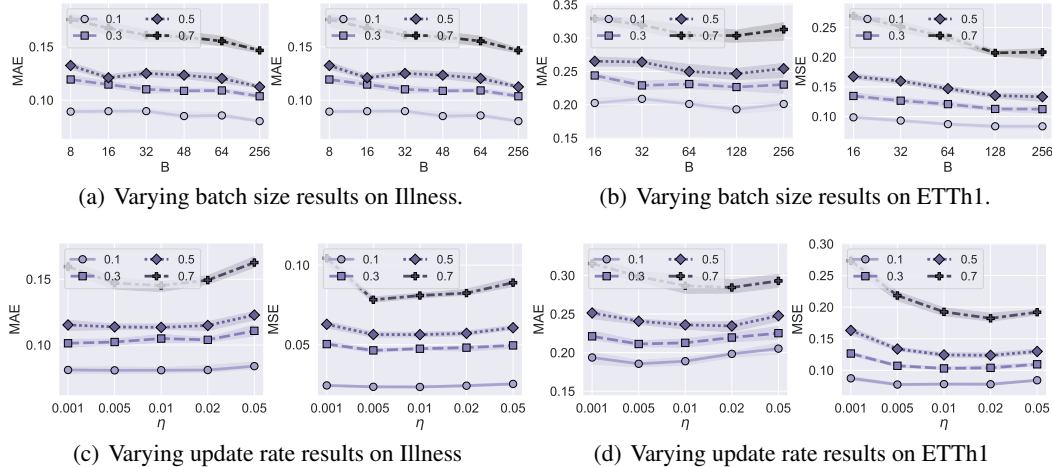 0.1 0.5
0.3 0.7
MAE
0.15
0.10
8 16 32 48 64 256
B
0.1 0.5
0.3 0.7
MAE
0.15
0.10
8 16 32 48 64 256
B
0.1 0.5
0.3 0.7
MAE
0.35
0.30
0.25
0.20
0.15
16 32 64 128 256
B
0.1 0.5
0.3 0.7
MSE
0.25
0.20
0.15
0.10
16 32 64 128 256
B
(a) Varying batch size results on Illness.
(b) Varying batch size results on ETTh1.
0.1 0.5
0.3 0.7
MAE
0.15
0.10
0.001 0.005 0.01 0.02 0.05
η
0.1 0.5
0.3 0.7
MSE
0.10
0.05
0.001 0.005 0.01 0.02 0.05
η
0.1 0.5
0.3 0.7
MAE
0.30
0.25
0.20
0.15
0.001 0.005 0.01 0.02 0.05
η
0.1 0.5
0.3 0.7
MSE
0.30
0.25
0.20
0.15
0.10
0.001 0.005 0.01 0.02 0.05
η
(c) Varying update rate results on Illness
(d) Varying update rate results on ETTh1